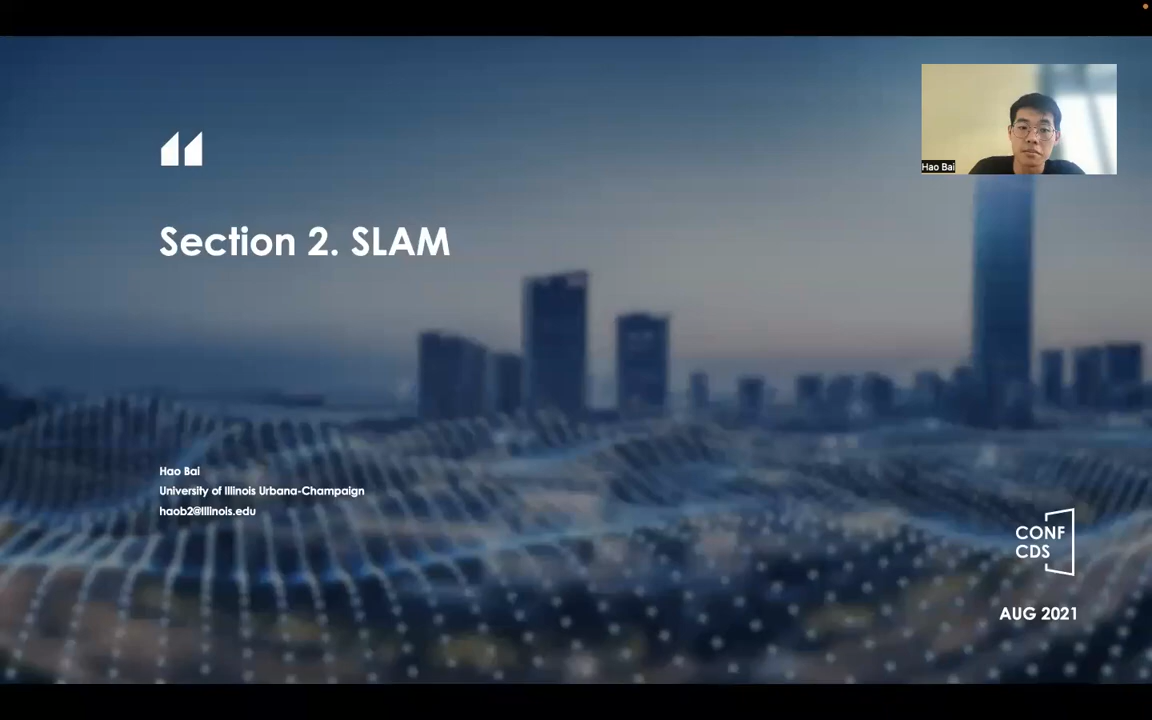 Hao Bai
Section 2. SLAM
Hao Bai
University of Illinois Urbana-Champaign
haob2@illinois.edu
CONF
CDS
AUG 2021